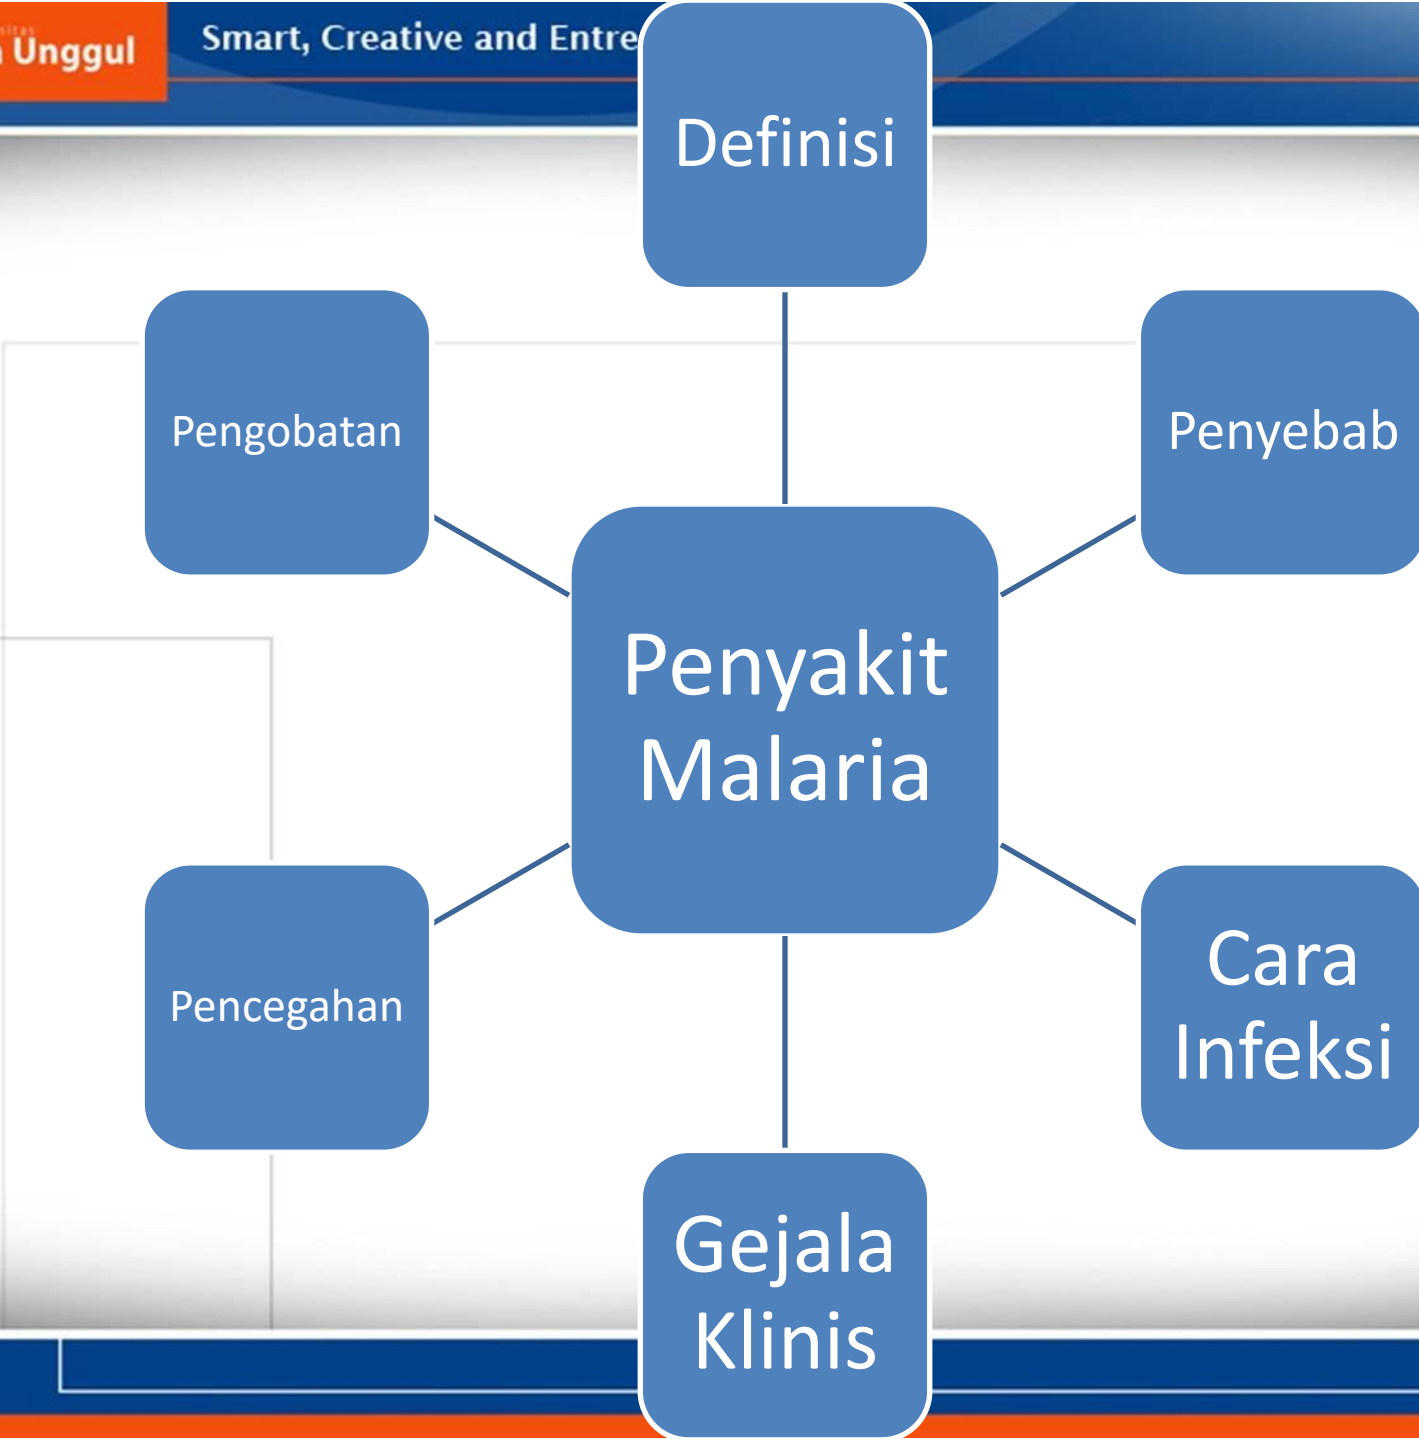 Unggul
Smart, Creative and Entre
Definisi
Pengobatan
Penyebab
Penyakit
Malaria
Pencegahan
Cara
Infeksi
Gejala
Klinis